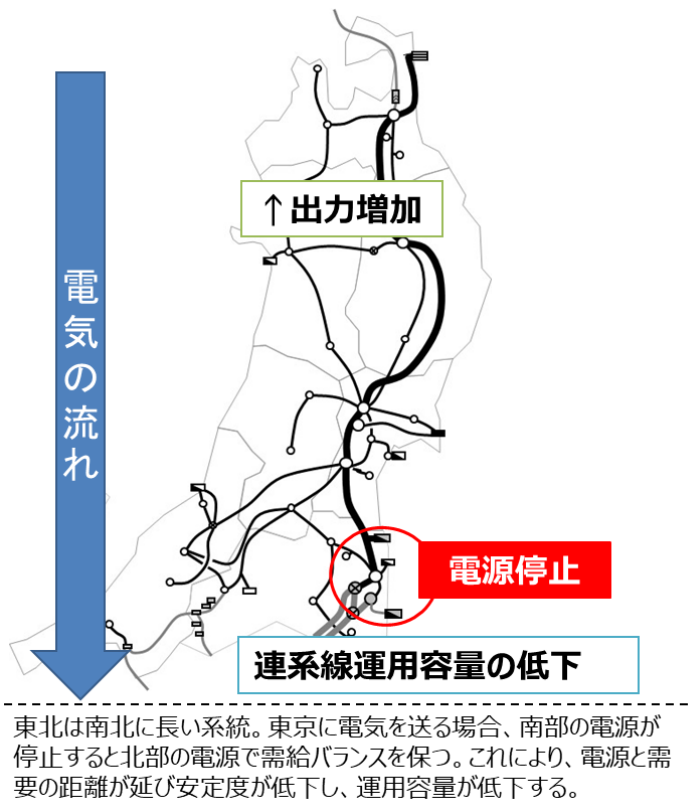 ↑出力増加
電気の流れ
電源停止
連系線運用容量の低下
東北は南北に長い系統。東京に電気を送る場合、南部の電源が
停止すると北部の電源で需給バランスを保つ。これにより、電源と需
要の距離が延び安定度が低下し、運用容量が低下する。